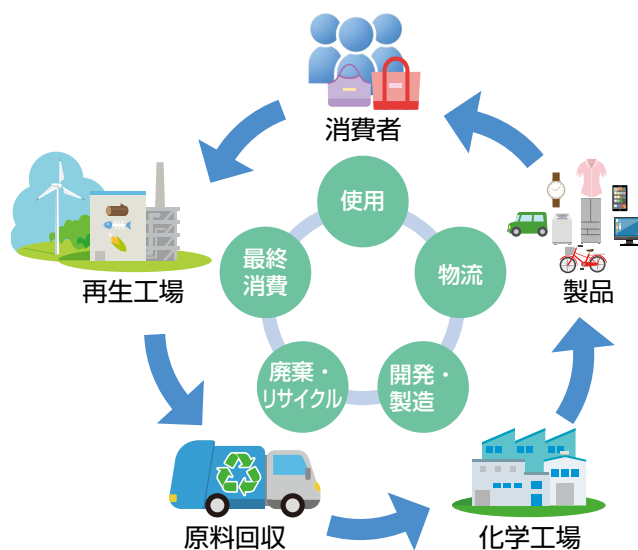 消費者
使用
最終
消費
物流
再生工場
製品
廃棄・
リサイクル
開発・
製造
原料回収
化学工場